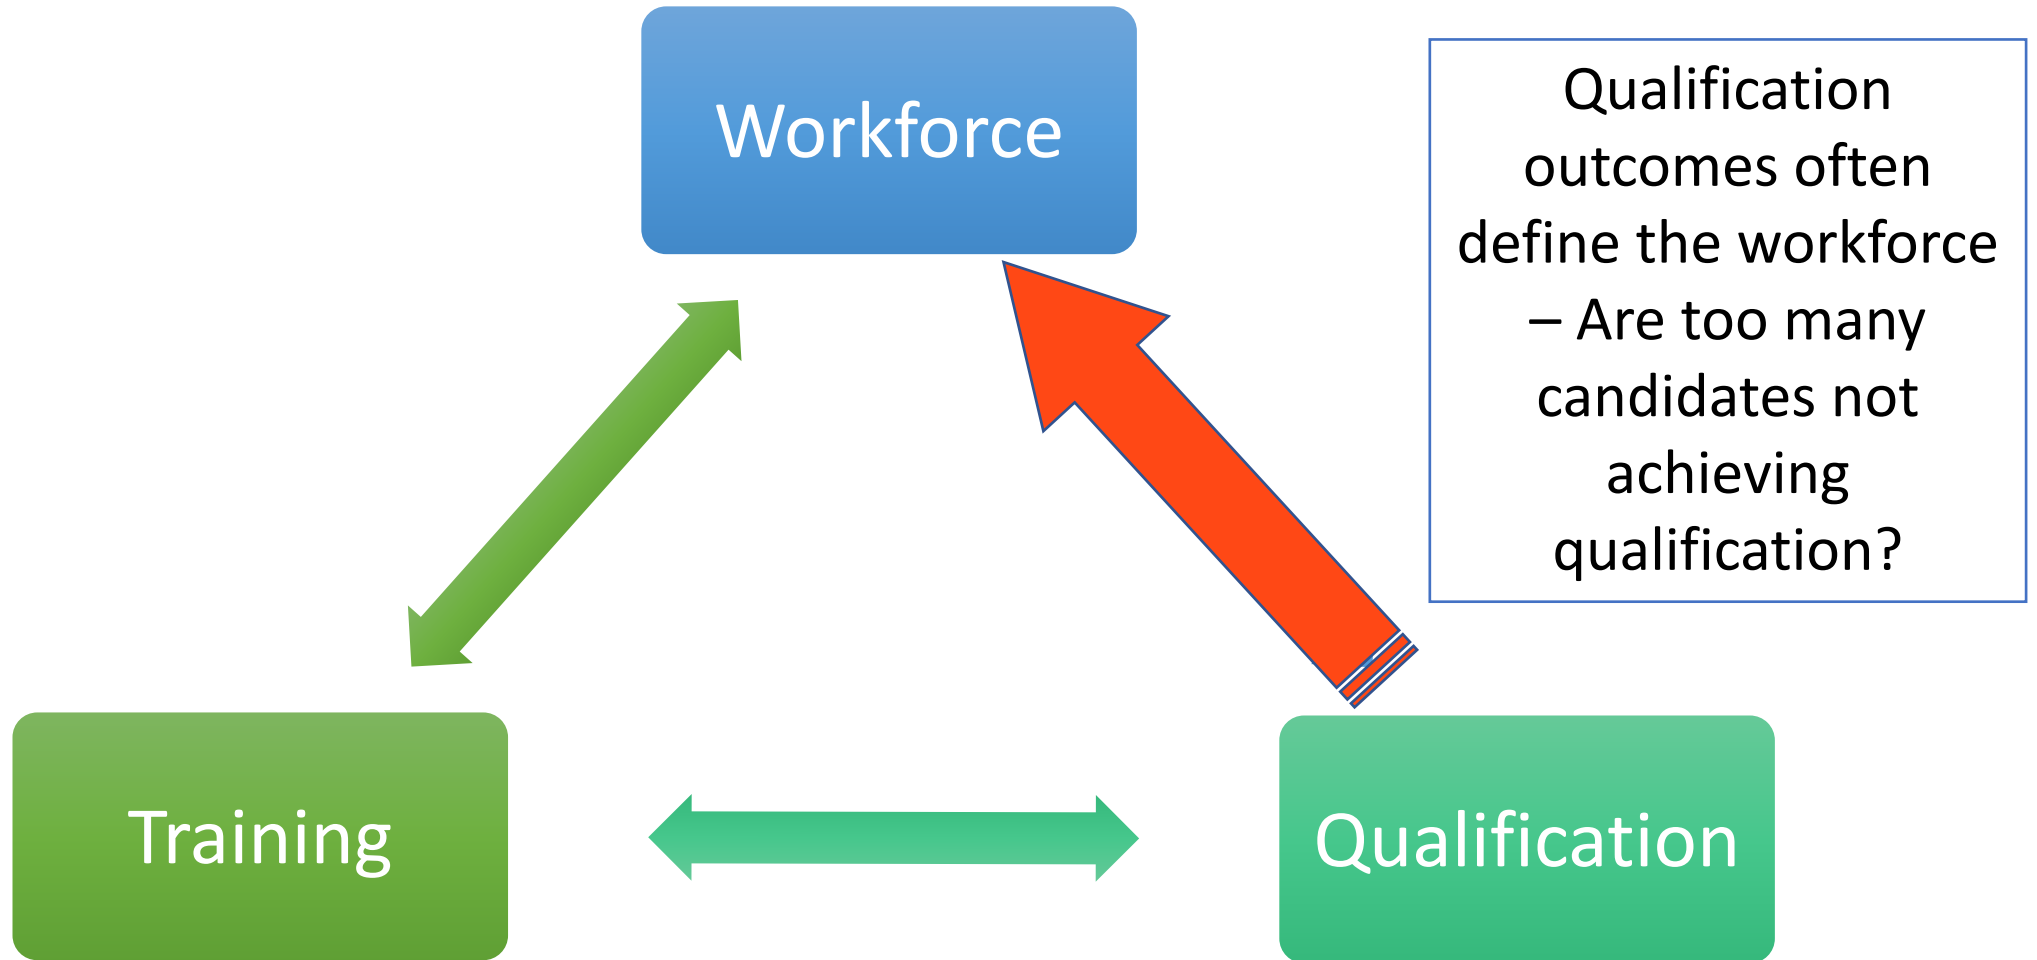 Workforce
Qualification
outcomes often
define the workforce
– Are too many
candidates not
achieving
qualification?
Training
Qualification